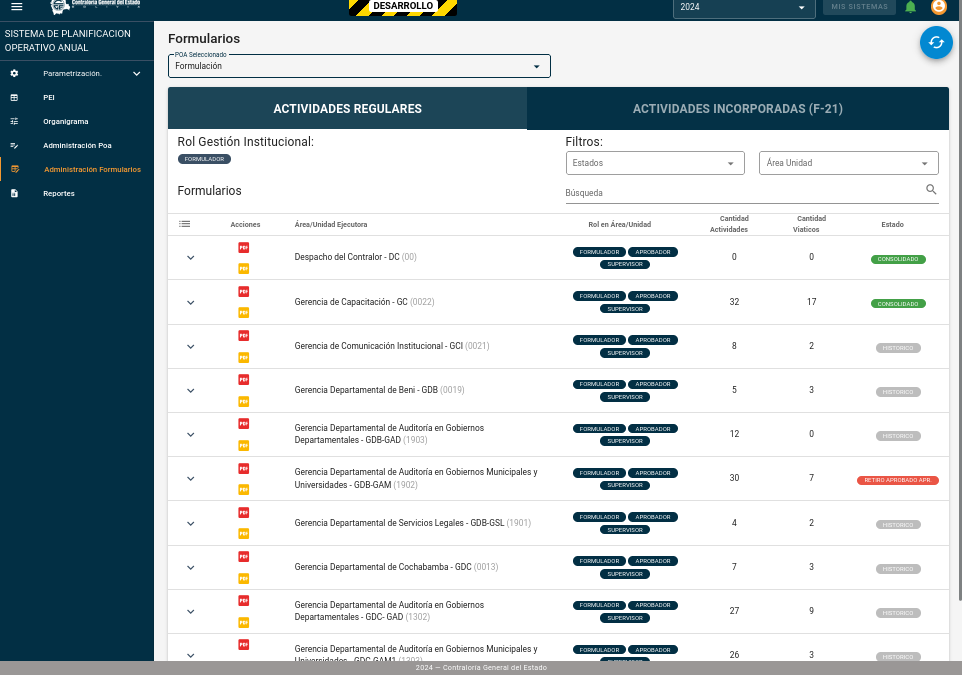 Contraloría General del Estado
BOLIVIA
DESARROLLO
2024
MIS SISTEMAS
SISTEMA DE PLANIFICACION
OPERATIVO ANUAL
Parametrización.
PEI
Organigrama
Administración Poa
Administración Formularios
Reportes
Formularios
POA Seleccionado
Formulación
ACTIVIDADES REGULARES
ACTIVIDADES INCORPORADAS (F-21)
Rol Gestión Institucional:
FORMULADOR
Filtros:
Estados
Área Unidad
Formularios
Búsqueda
Acciones
Área/Unidad Ejecutora
Rol en Área/Unidad
Cantidad
Actividades
Cantidad
Viaticos
Estado
PDF
PDF
Despacho del Contralor - DC (00)
FORMULADOR APROBADOR
SUPERVISOR
0
0
CONSOLIDADO
PDF
PDF
Gerencia de Capacitación - GC (0022)
FORMULADOR APROBADOR
SUPERVISOR
32
17
CONSOLIDADO
PDF
PDF
Gerencia de Comunicación Institucional - GCI (0021)
FORMULADOR APROBADOR
SUPERVISOR
8
2
HISTORICO
PDF
PDF
Gerencia Departamental de Beni - GDB (0019)
FORMULADOR APROBADOR
SUPERVISOR
5
3
HISTORICO
PDF
PDF
Gerencia Departamental de Auditoría en Gobiernos
Departamentales - GDB-GAD (1903)
FORMULADOR APROBADOR
SUPERVISOR
12
0
HISTORICO
PDF
PDF
Gerencia Departamental de Auditoría en Gobiernos Municipales y
Universidades - GDB-GAM (1902)
FORMULADOR APROBADOR
SUPERVISOR
30
7
RETIRO APROBADO APR.
PDF
PDF
Gerencia Departamental de Servicios Legales - GDB-GSL (1901)
FORMULADOR APROBADOR
SUPERVISOR
4
2
HISTORICO
PDF
PDF
Gerencia Departamental de Cochabamba - GDC (0013)
FORMULADOR APROBADOR
SUPERVISOR
7
3
HISTORICO
PDF
PDF
Gerencia Departamental de Auditoría en Gobiernos
Departamentales - GDC- GAD (1302)
FORMULADOR APROBADOR
SUPERVISOR
27
9
HISTORICO
PDF
Gerencia Departamental de Auditoría en Gobiernos Municipales y
Universidades - GDC-GAM1 (1303)
FORMULADOR APROBADOR
SUPERVISOR
26
3
HISTORICO
2024 — Contraloría General del Estado